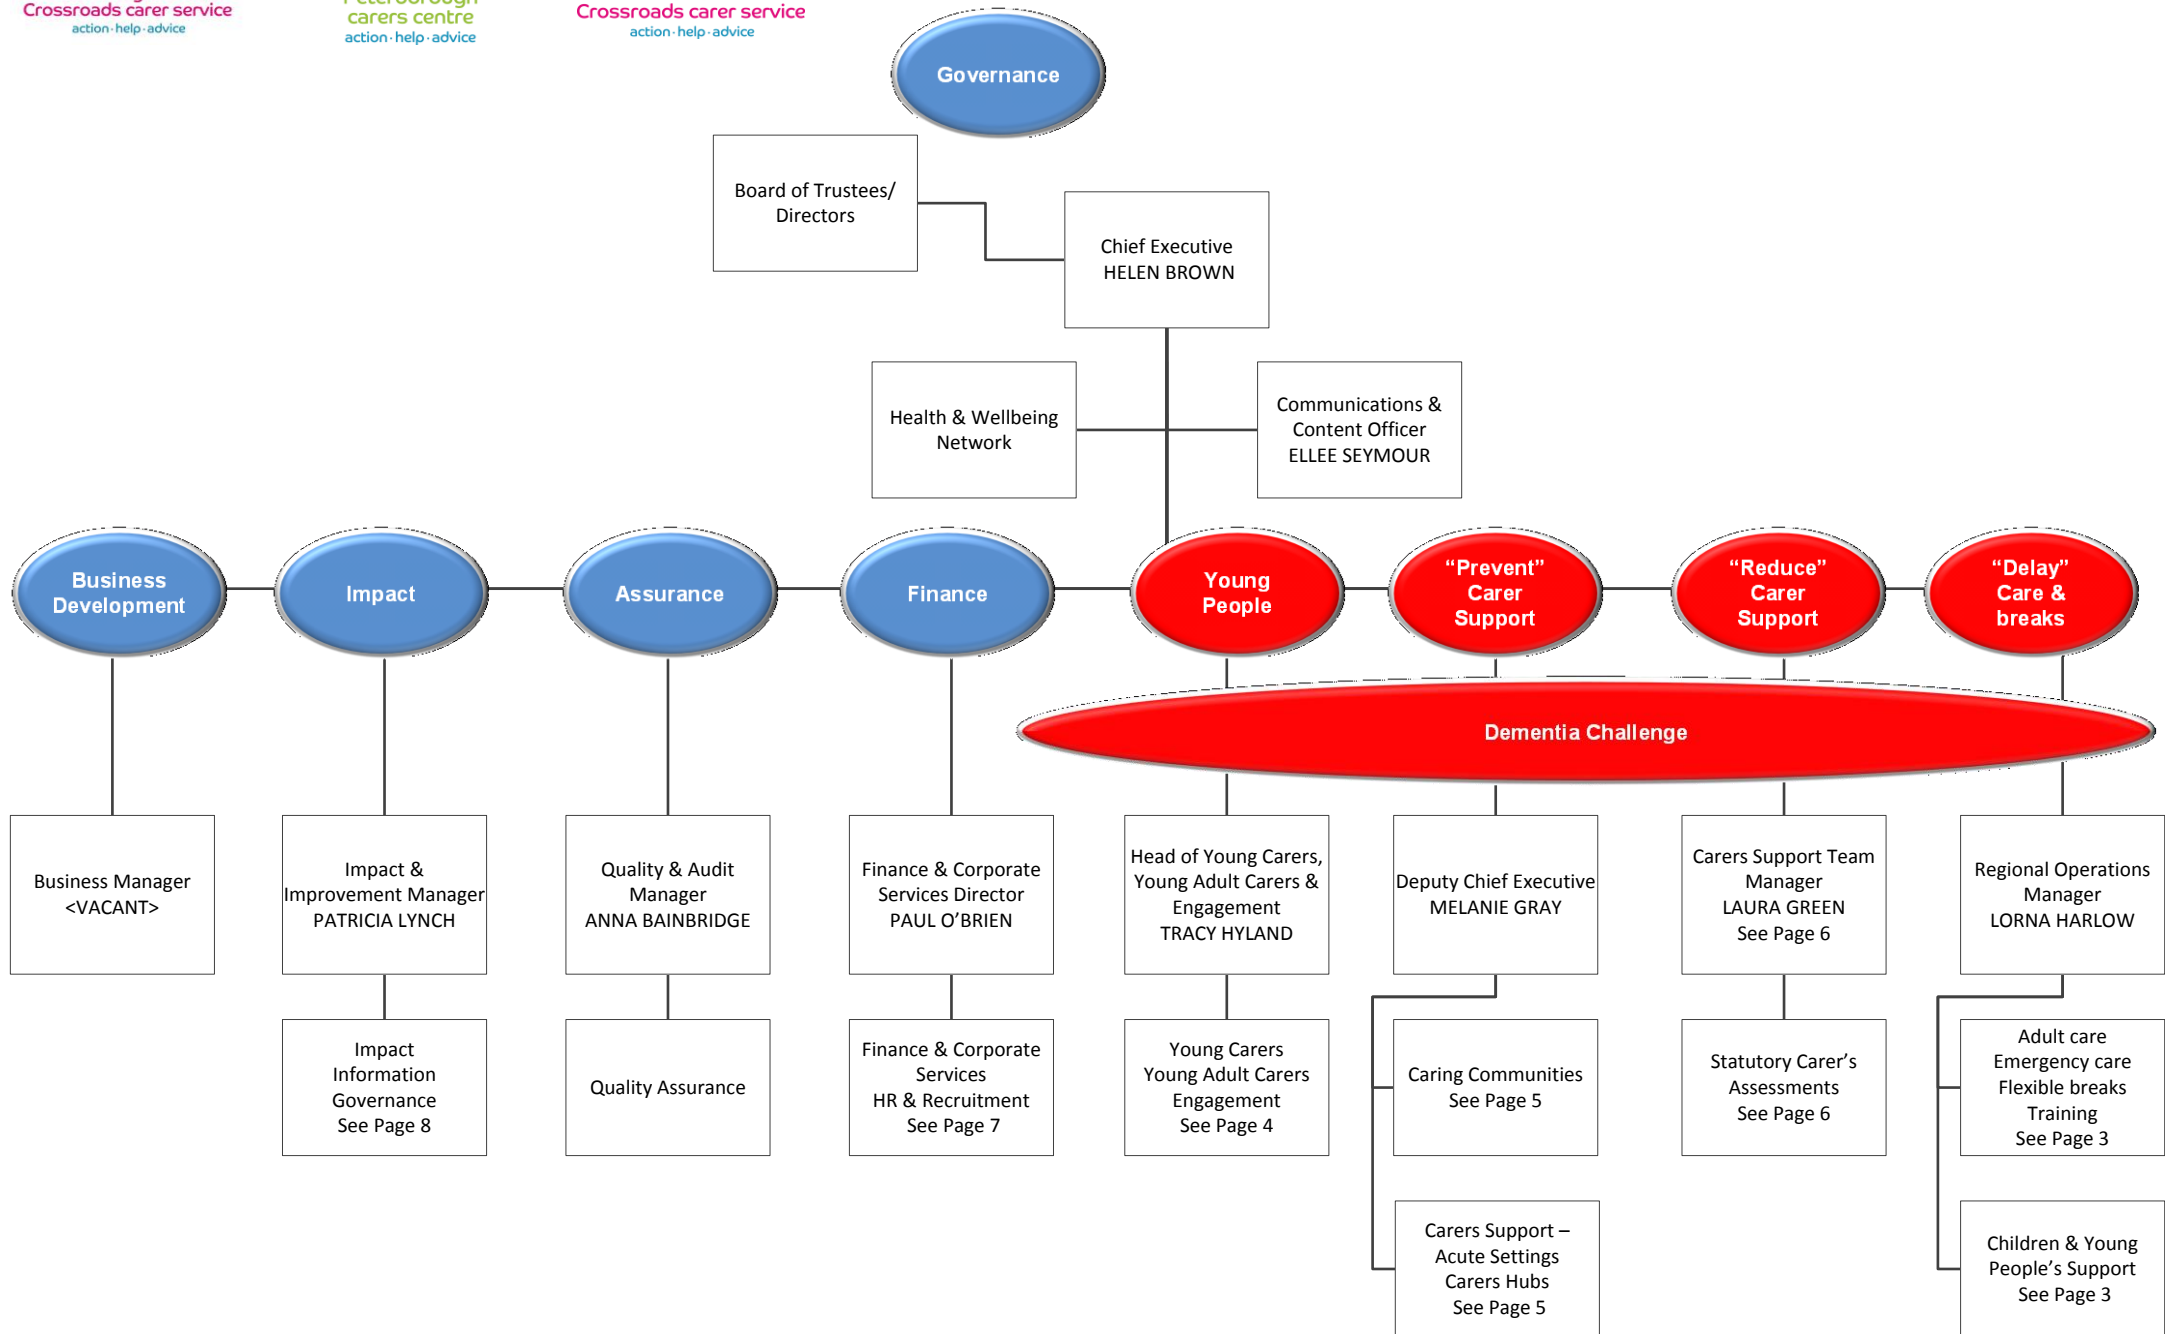 Crossroads carer service
action·help·advice
Peterborough
carers centre
action·help·advice
Crossroads carer service
action·help·advice
Governance
Board of Trustees/
Directors
Chief Executive
HELEN BROWN
Health & Wellbeing
Network
Communications &
Content Officer
ELLEE SEYMOUR
Business
Development
Impact
Assurance
Finance
Young
People
“Prevent”
Carer
Support
“Reduce”
Carer
Support
“Delay”
Care &
breaks
Dementia Challenge
Business Manager
<VACANT>
Impact &
Improvement Manager
PATRICIA LYNCH
Quality & Audit
Manager
ANNA BAINBRIDGE
Finance & Corporate
Services Director
PAUL O’BRIEN
Head of Young Carers,
Young Adult Carers &
Engagement
TRACY HYLAND
Deputy Chief Executive
MELANIE GRAY
Carers Support Team
Manager
LAURA GREEN
See Page 6
Regional Operations
Manager
LORNA HARLOW
Impact
Information
Governance
See Page 8
Quality Assurance
Finance & Corporate
Services
HR & Recruitment
See Page 7
Young Carers
Young Adult Carers
Engagement
See Page 4
Caring Communities
See Page 5
Statutory Carer’s
Assessments
See Page 6
Adult care
Emergency care
Flexible breaks
Training
See Page 3
Carers Support –
Acute Settings
Carers Hubs
See Page 5
Children & Young
People’s Support
See Page 3